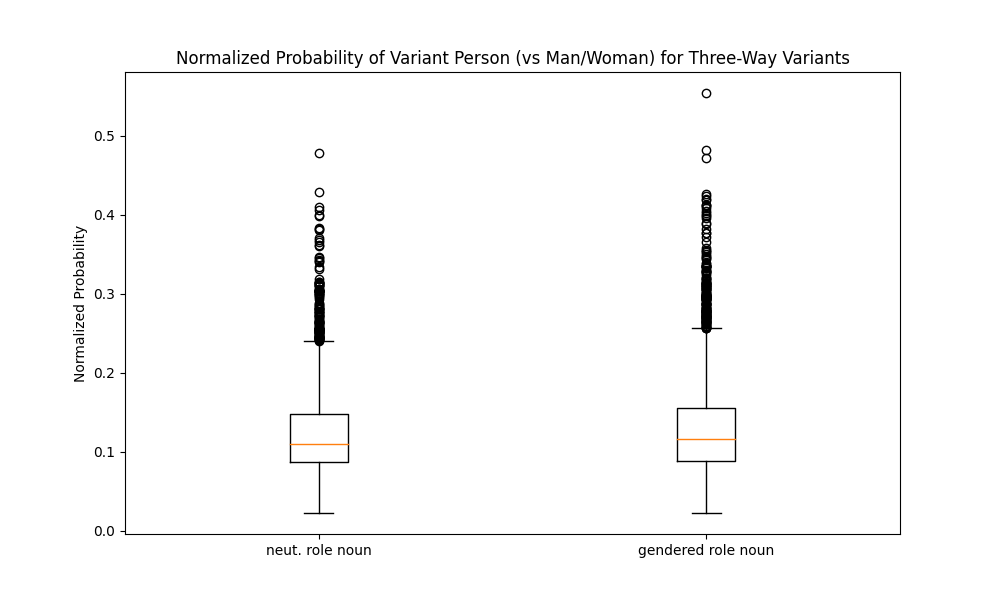 Normalized Probability of Variant Person (vs Man/Woman) for Three-Way Variants
Normalized Probability
0.5
0.4
0.3
0.2
0.1
0.0
neut. role noun
gendered role noun